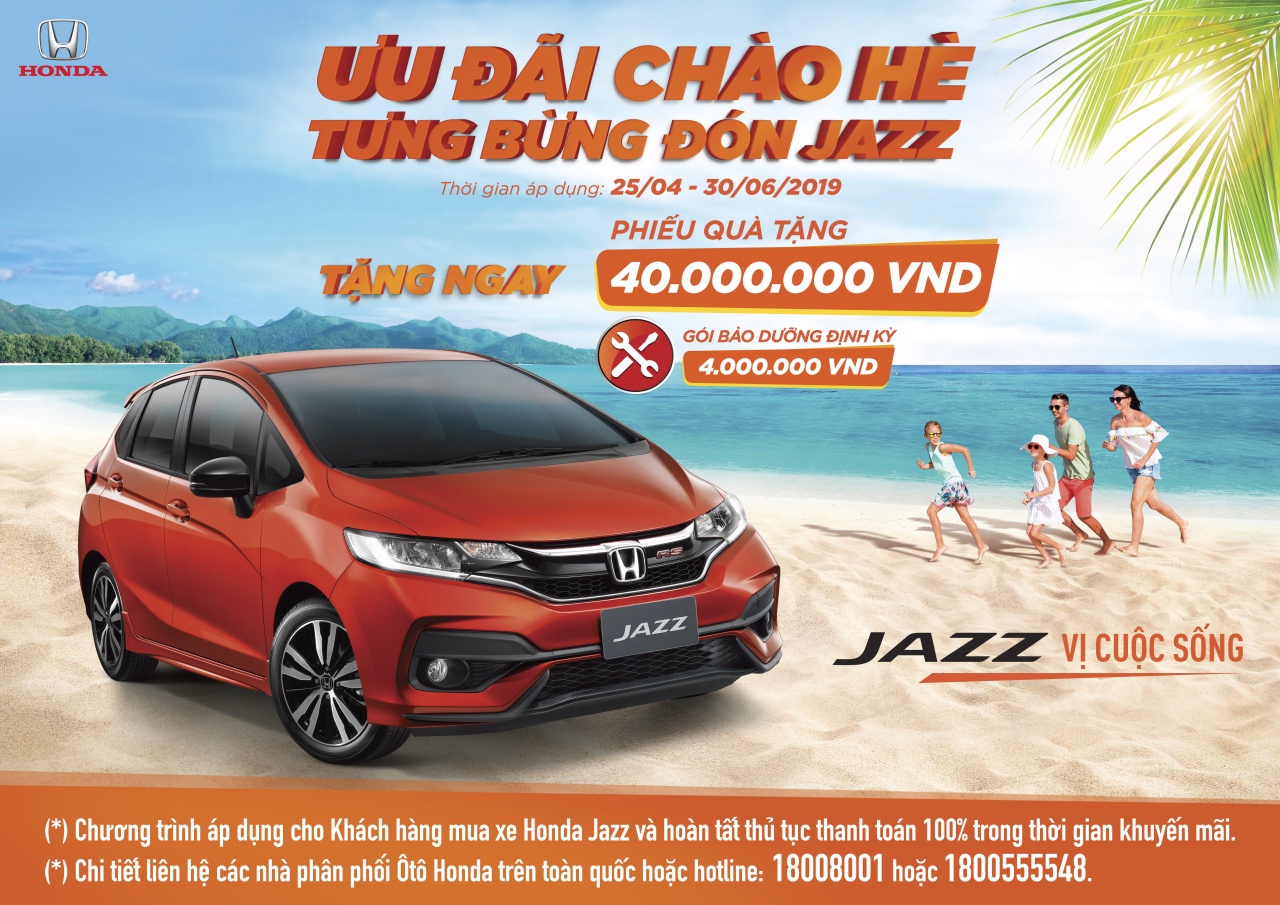 HONDA
ƯU ĐÃI CHÀO HÈ
TƯNG BỪNG ĐÓN JAZZ
Thời gian áp dụng: 25/04 - 30/06/2019
PHIẾU QUÀ TẶNG
TẶNG NGAY 40.000.000 VND
GÓI BẢO DƯỠNG ĐỊNH KỲ
4.000.000 VND
RS
JAZZ
JAZZ VỊ CUỘC SỐNG
(*) Chương trình áp dụng cho Khách hàng mua xe Honda Jazz và hoàn tất thủ tục thanh toán 100% trong thời gian khuyến mãi.
(*) Chi tiết liên hệ các nhà phân phối Ôtô Honda trên toàn quốc hoặc hotline: 18008001 hoặc 1800555548.